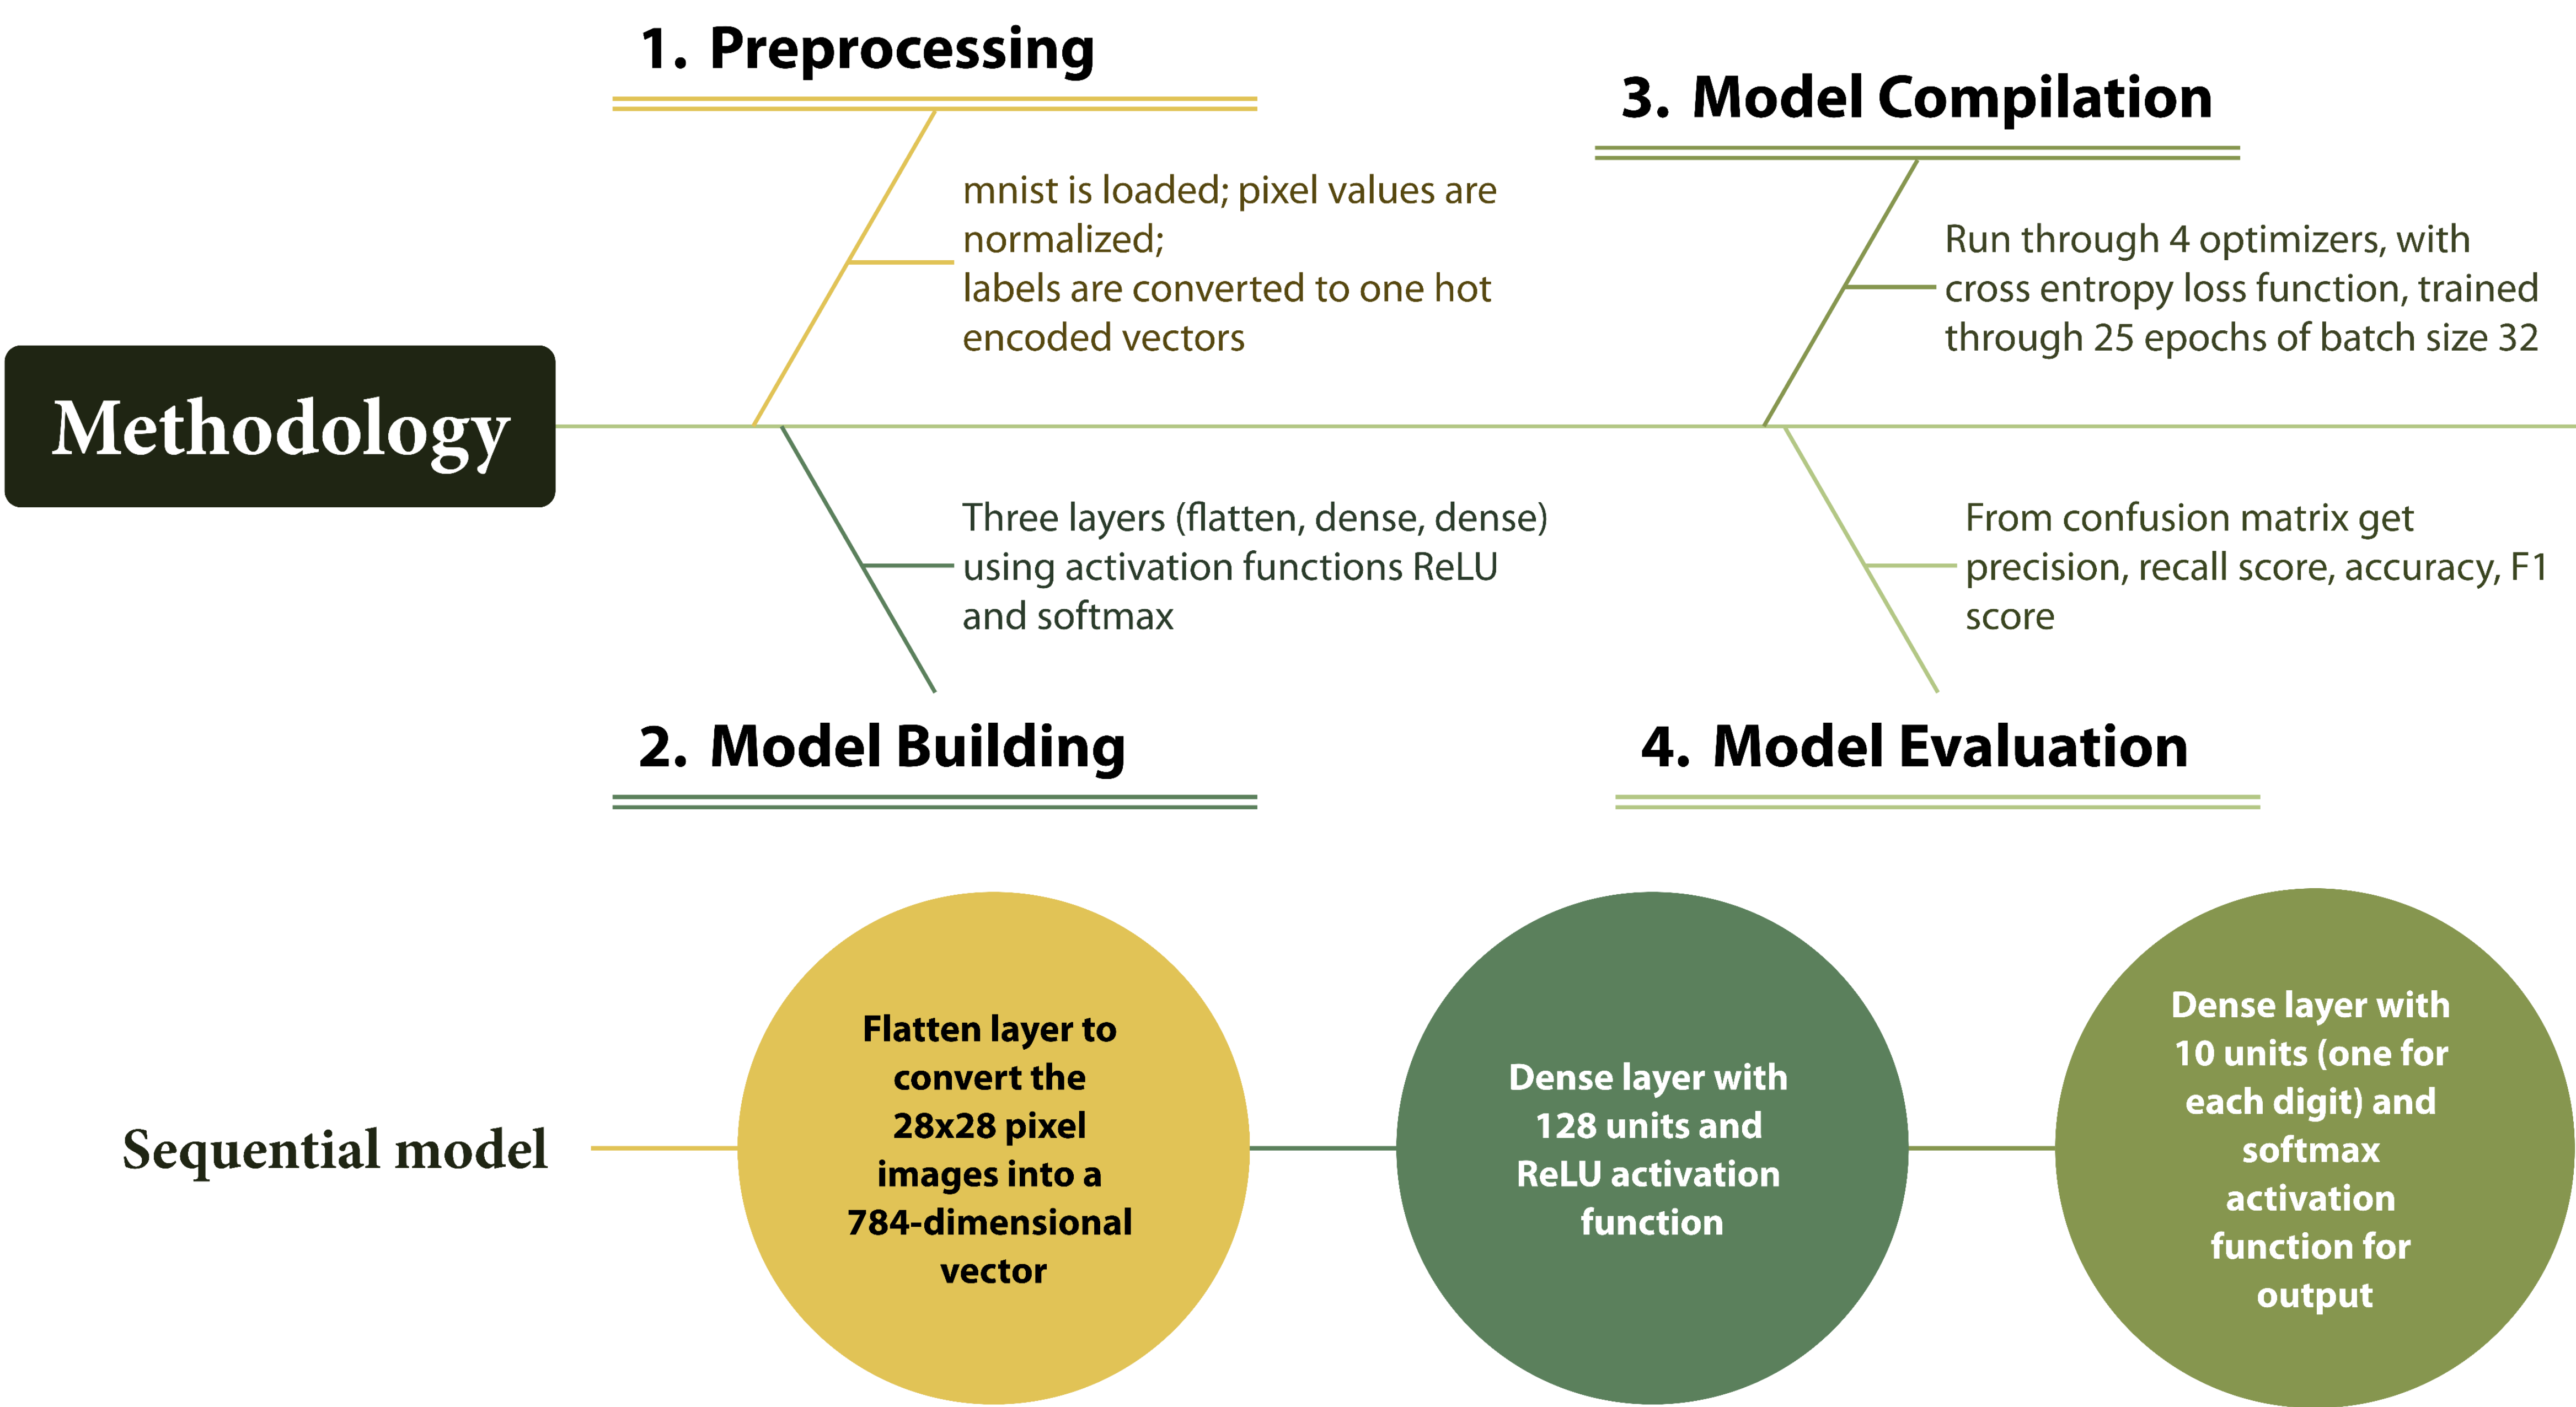 1. Preprocessing
mnist is loaded; pixel values are
normalized;
labels are converted to one hot
encoded vectors
3. Model Compilation
Run through 4 optimizers, with
cross entropy loss function, trained
through 25 epochs of batch size 32
Methodology
Three layers (flatten, dense, dense)
using activation functions ReLU
and softmax
2. Model Building
From confusion matrix get
precision, recall score, accuracy, F1
score
4. Model Evaluation
Sequential model
Flatten layer to
convert the
28x28 pixel
images into a
784-dimensional
vector
Dense layer with
128 units and
ReLU activation
function
Dense layer with
10 units (one for
each digit) and
softmax
activation
function for
output